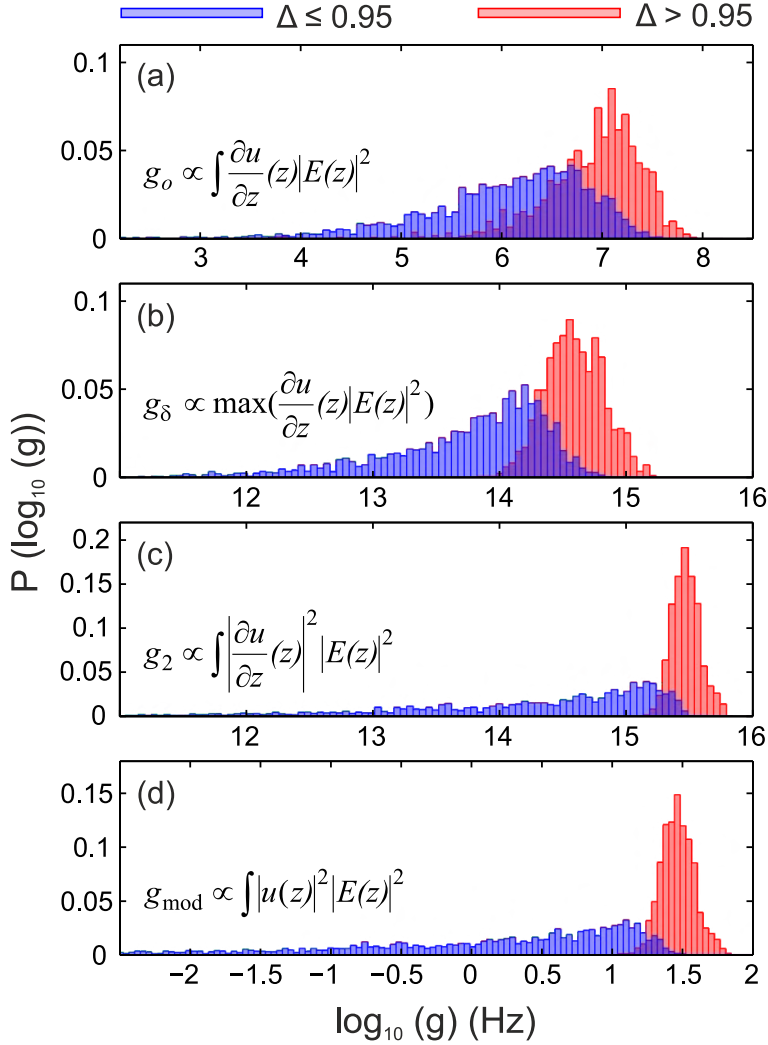 Δ ≤ 0.95 Δ > 0.95
(a)
0.1
0.05
0
g_o ∝ ∫ ∂u/∂z (z)|E(z)|²
3 4 5 6 7 8
(b)
0.1
0.05
0
g_δ ∝ max(∂u/∂z (z)|E(z)|²)
12 13 14 15 16
P (log₁₀ (g))
(c)
0.2
0.15
0.1
0.05
0
g₂ ∝ ∫|∂u/∂z (z)|² |E(z)|²
12 13 14 15 16
(d)
0.15
0.1
0.05
0
g_mod ∝ ∫|u(z)|²|E(z)|²
−2 −1.5 −1 −0.5 0 0.5 1 1.5 2
log₁₀ (g) (Hz)